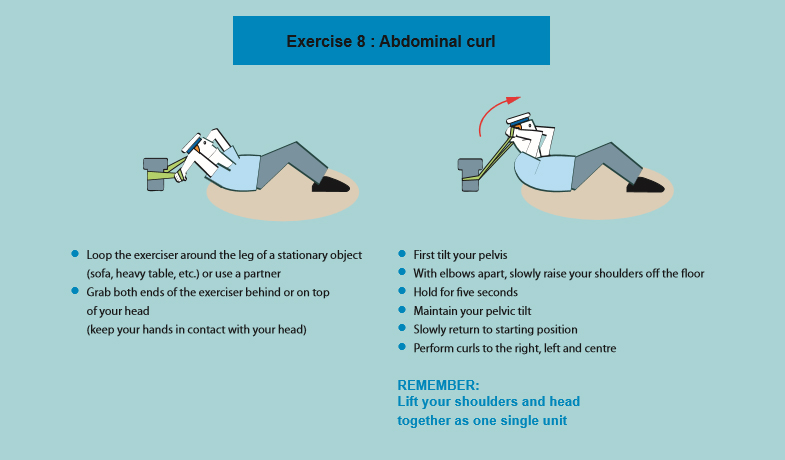 Exercise 8 : Abdominal curl
• Loop the exerciser around the leg of a stationary object
(sofa, heavy table, etc.) or use a partner
• Grab both ends of the exerciser behind or on top
of your head
(keep your hands in contact with your head)
• First tilt your pelvis
• With elbows apart, slowly raise your shoulders off the floor
• Hold for five seconds
• Maintain your pelvic tilt
• Slowly return to starting position
• Perform curls to the right, left and centre
REMEMBER:
Lift your shoulders and head
together as one single unit